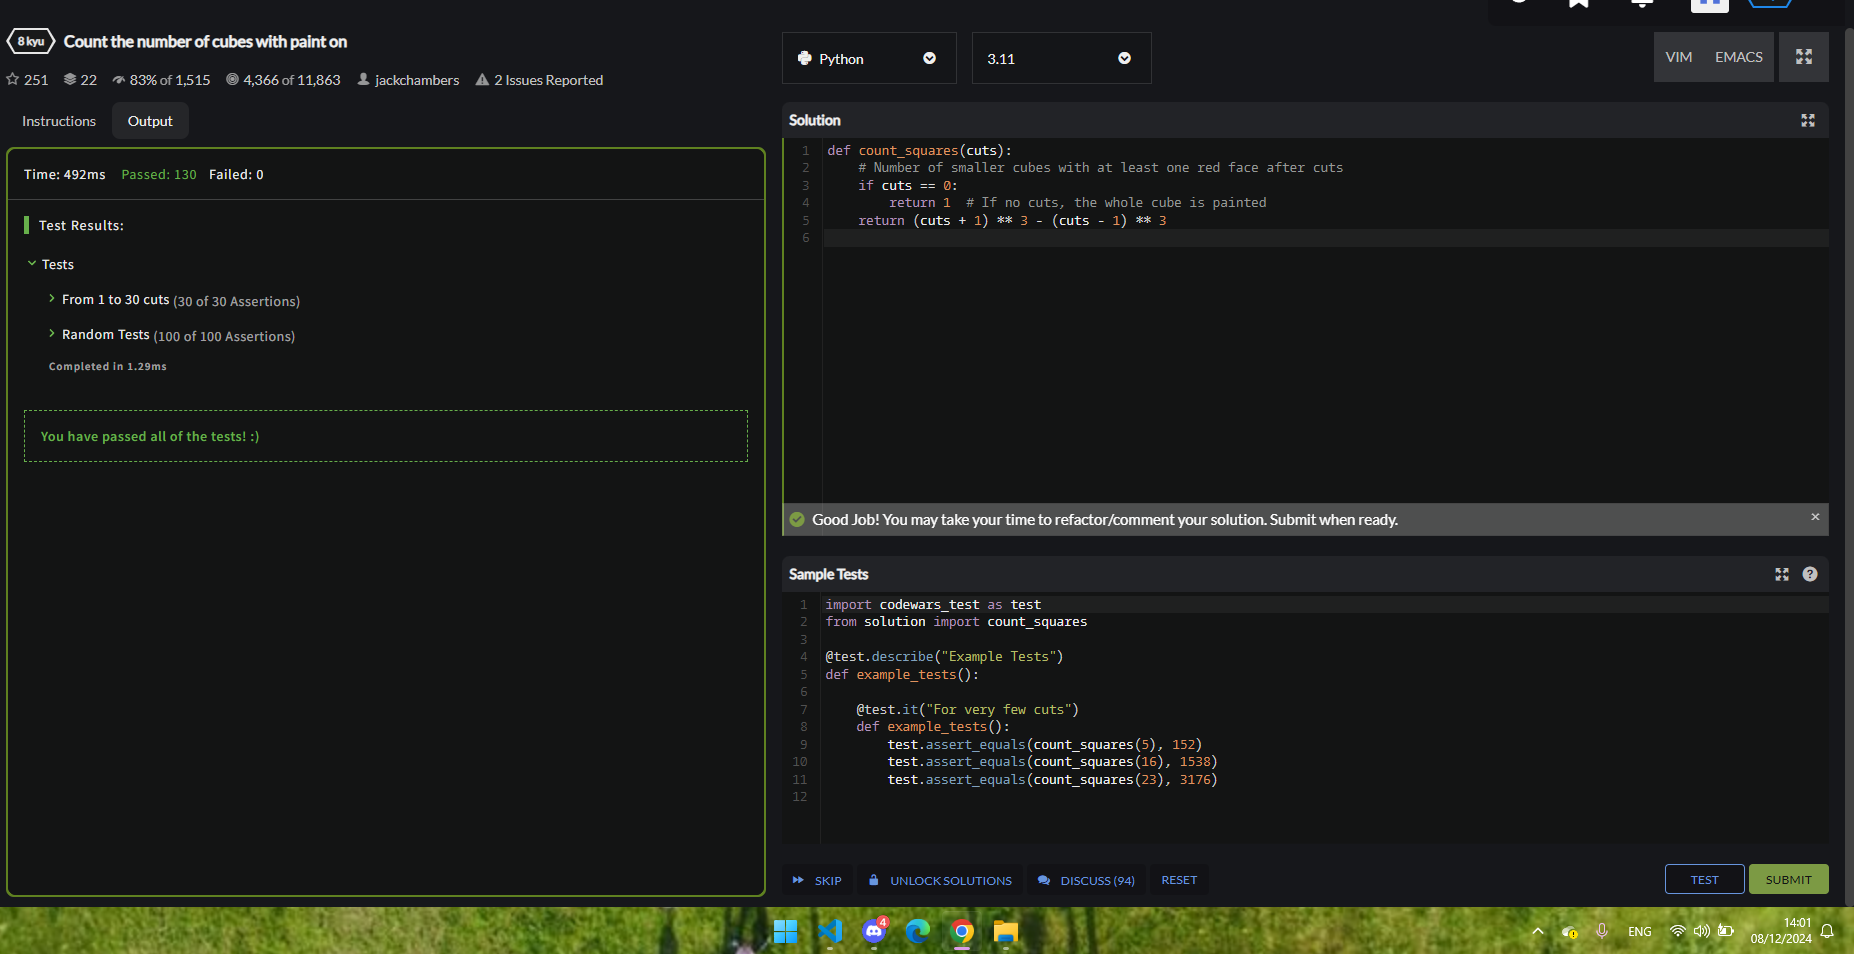 8 kyu Count the number of cubes with paint on
251 22 83% of 1,515 4,366 of 11,863 jackchambers 2 Issues Reported
Instructions Output
Time: 492ms Passed: 130 Failed: 0
Test Results:
Tests
From 1 to 30 cuts (30 of 30 Assertions)
Random Tests (100 of 100 Assertions)
Completed in 1.29ms
You have passed all of the tests! :)
Python 3.11 VIM EMACS
Solution
1 def count_squares(cuts):
2     # Number of smaller cubes with at least one red face after cuts
3     if cuts == 0:
4         return 1  # If no cuts, the whole cube is painted
5     return (cuts + 1) ** 3 - (cuts - 1) ** 3
6
Good Job! You may take your time to refactor/comment your solution. Submit when ready. ×
Sample Tests ?
1 import codewars_test as test
2 from solution import count_squares
3
4 @test.describe("Example Tests")
5 def example_tests():
6
7     @test.it("For very few cuts")
8     def example_tests():
9         test.assert_equals(count_squares(5), 152)
10         test.assert_equals(count_squares(16), 1538)
11         test.assert_equals(count_squares(23), 3176)
12
SKIP UNLOCK SOLUTIONS DISCUSS (94) RESET TEST SUBMIT
4 ENG 14:01
08/12/2024